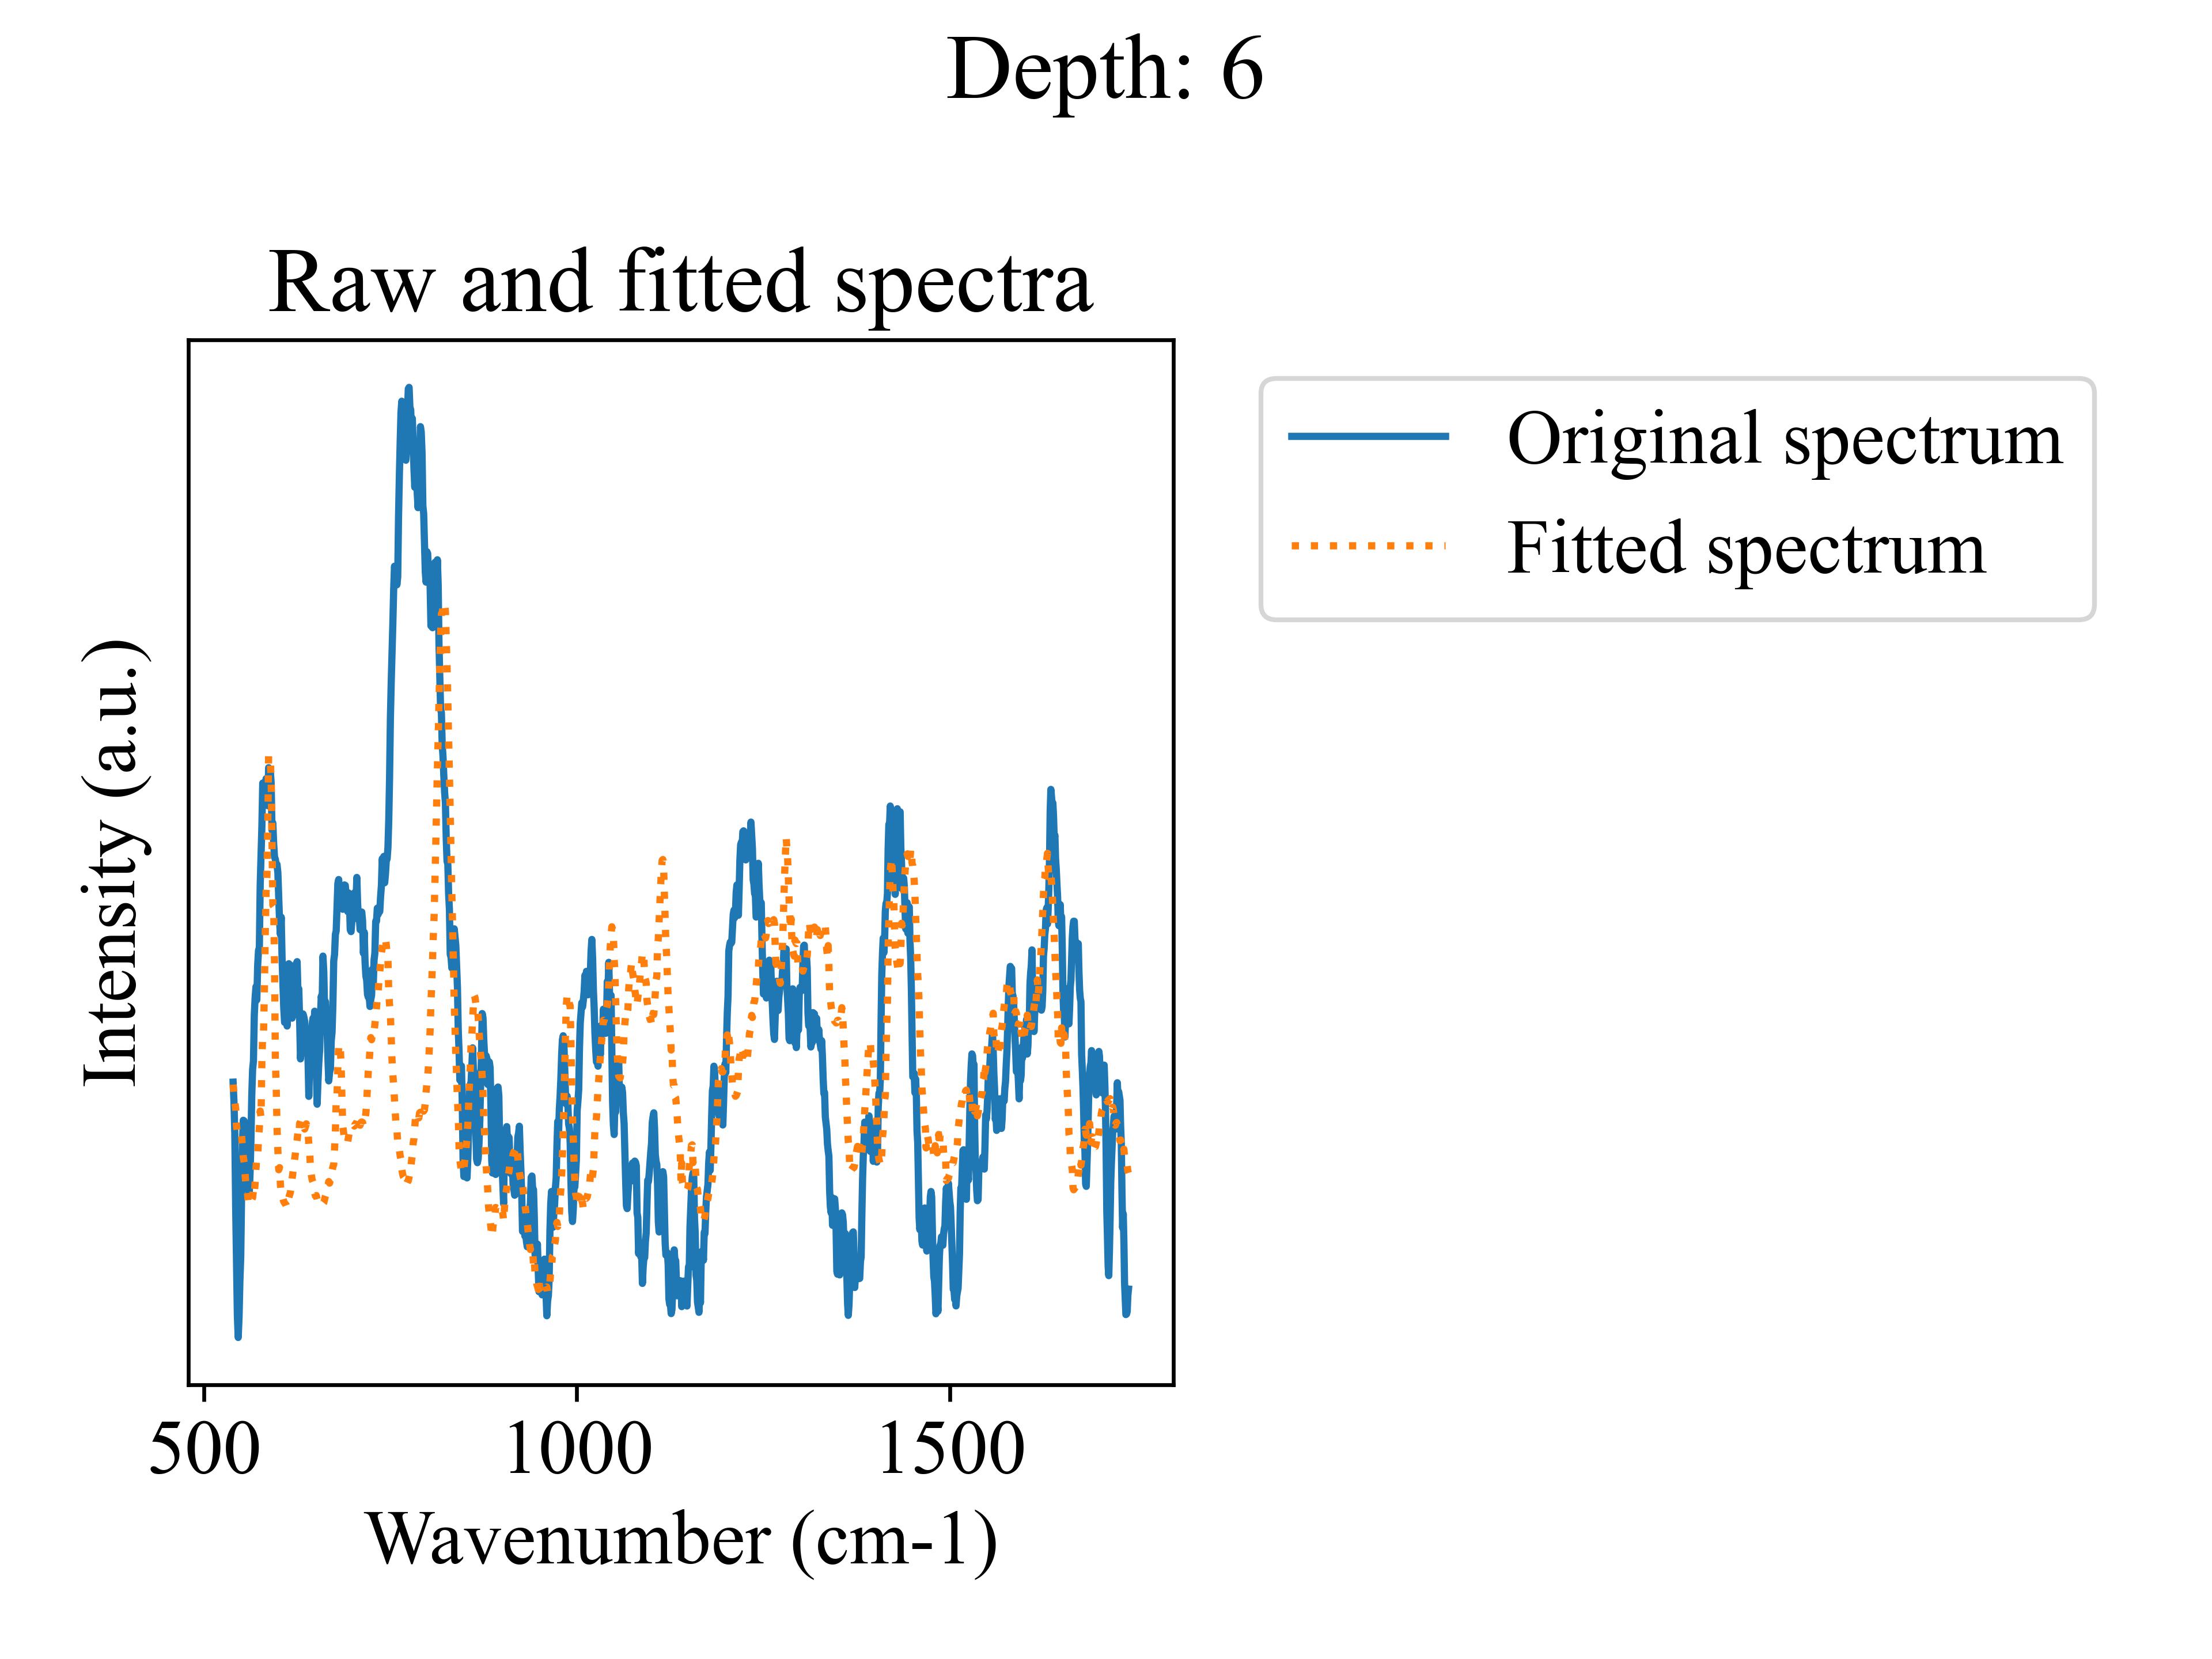 Depth: 6
Raw and fitted spectra
Original spectrum
Fitted spectrum
Intensity (a.u.)
500 1000 1500
Wavenumber (cm-1)